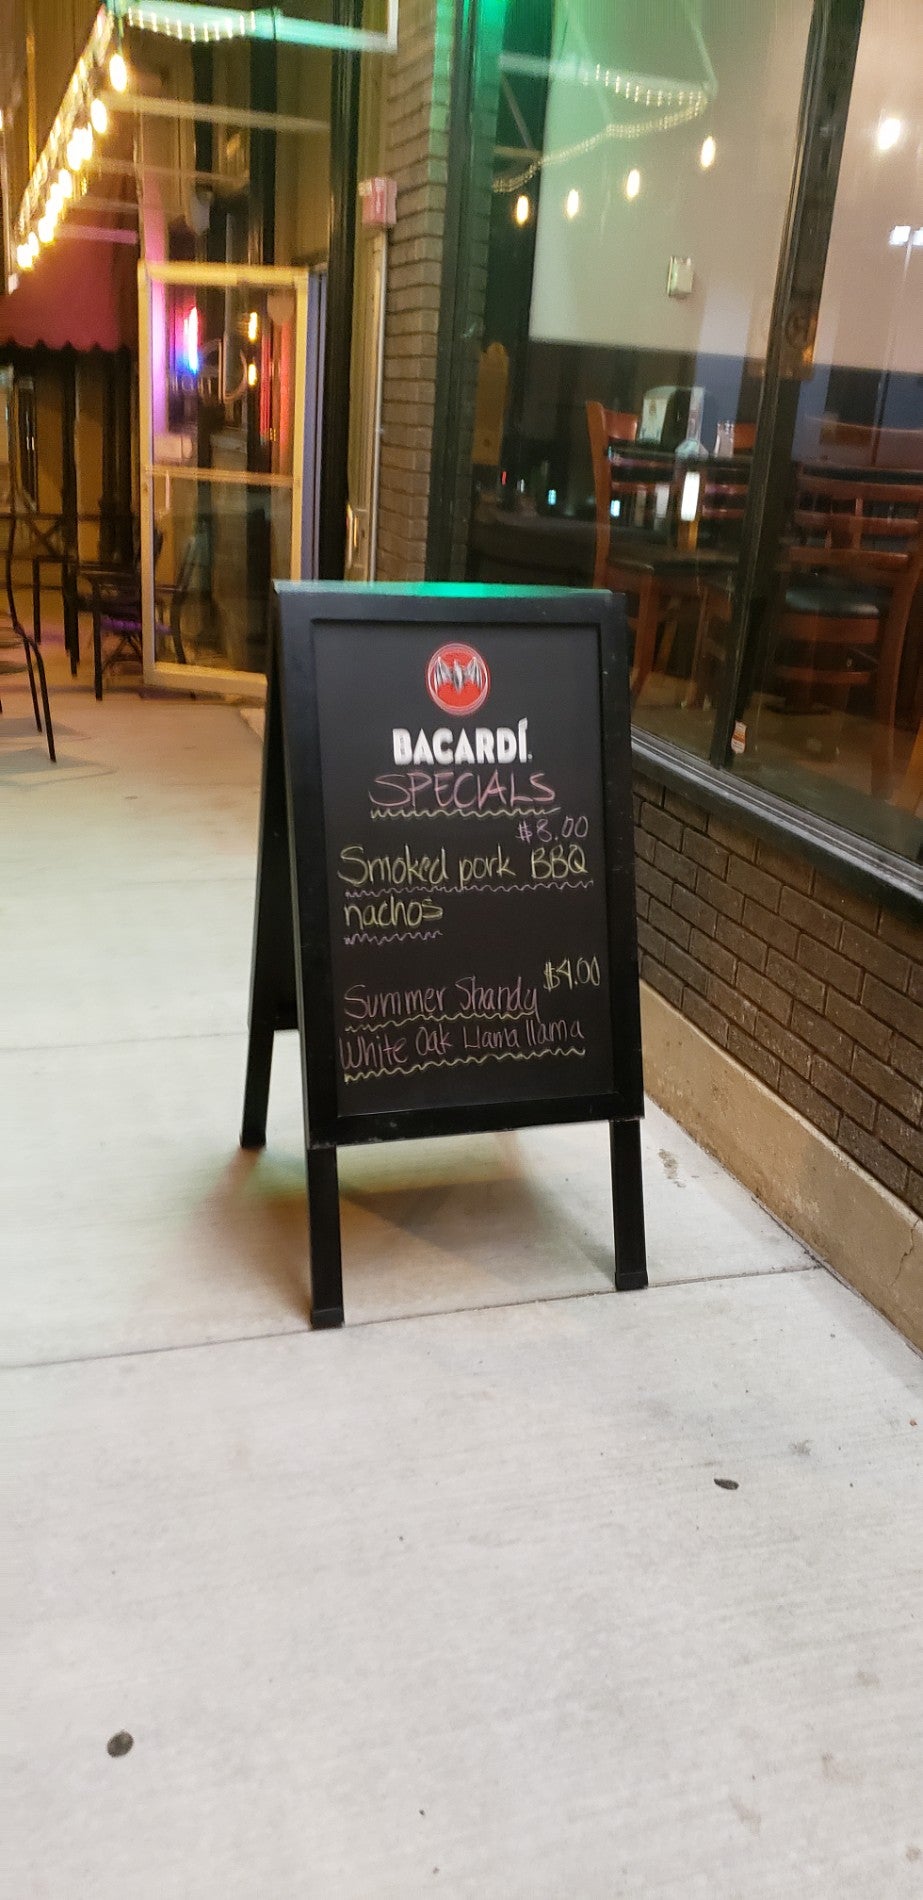 BACARDÍ
SPECIALS
$8.00
Smoked pork BBQ
nachos
$4.00
Summer Shandy
White Oak Llama llama